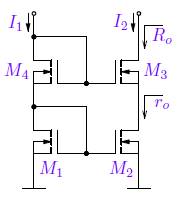 I₁ I₂
Rₒ
M₄ M₃
rₒ
M₁ M₂